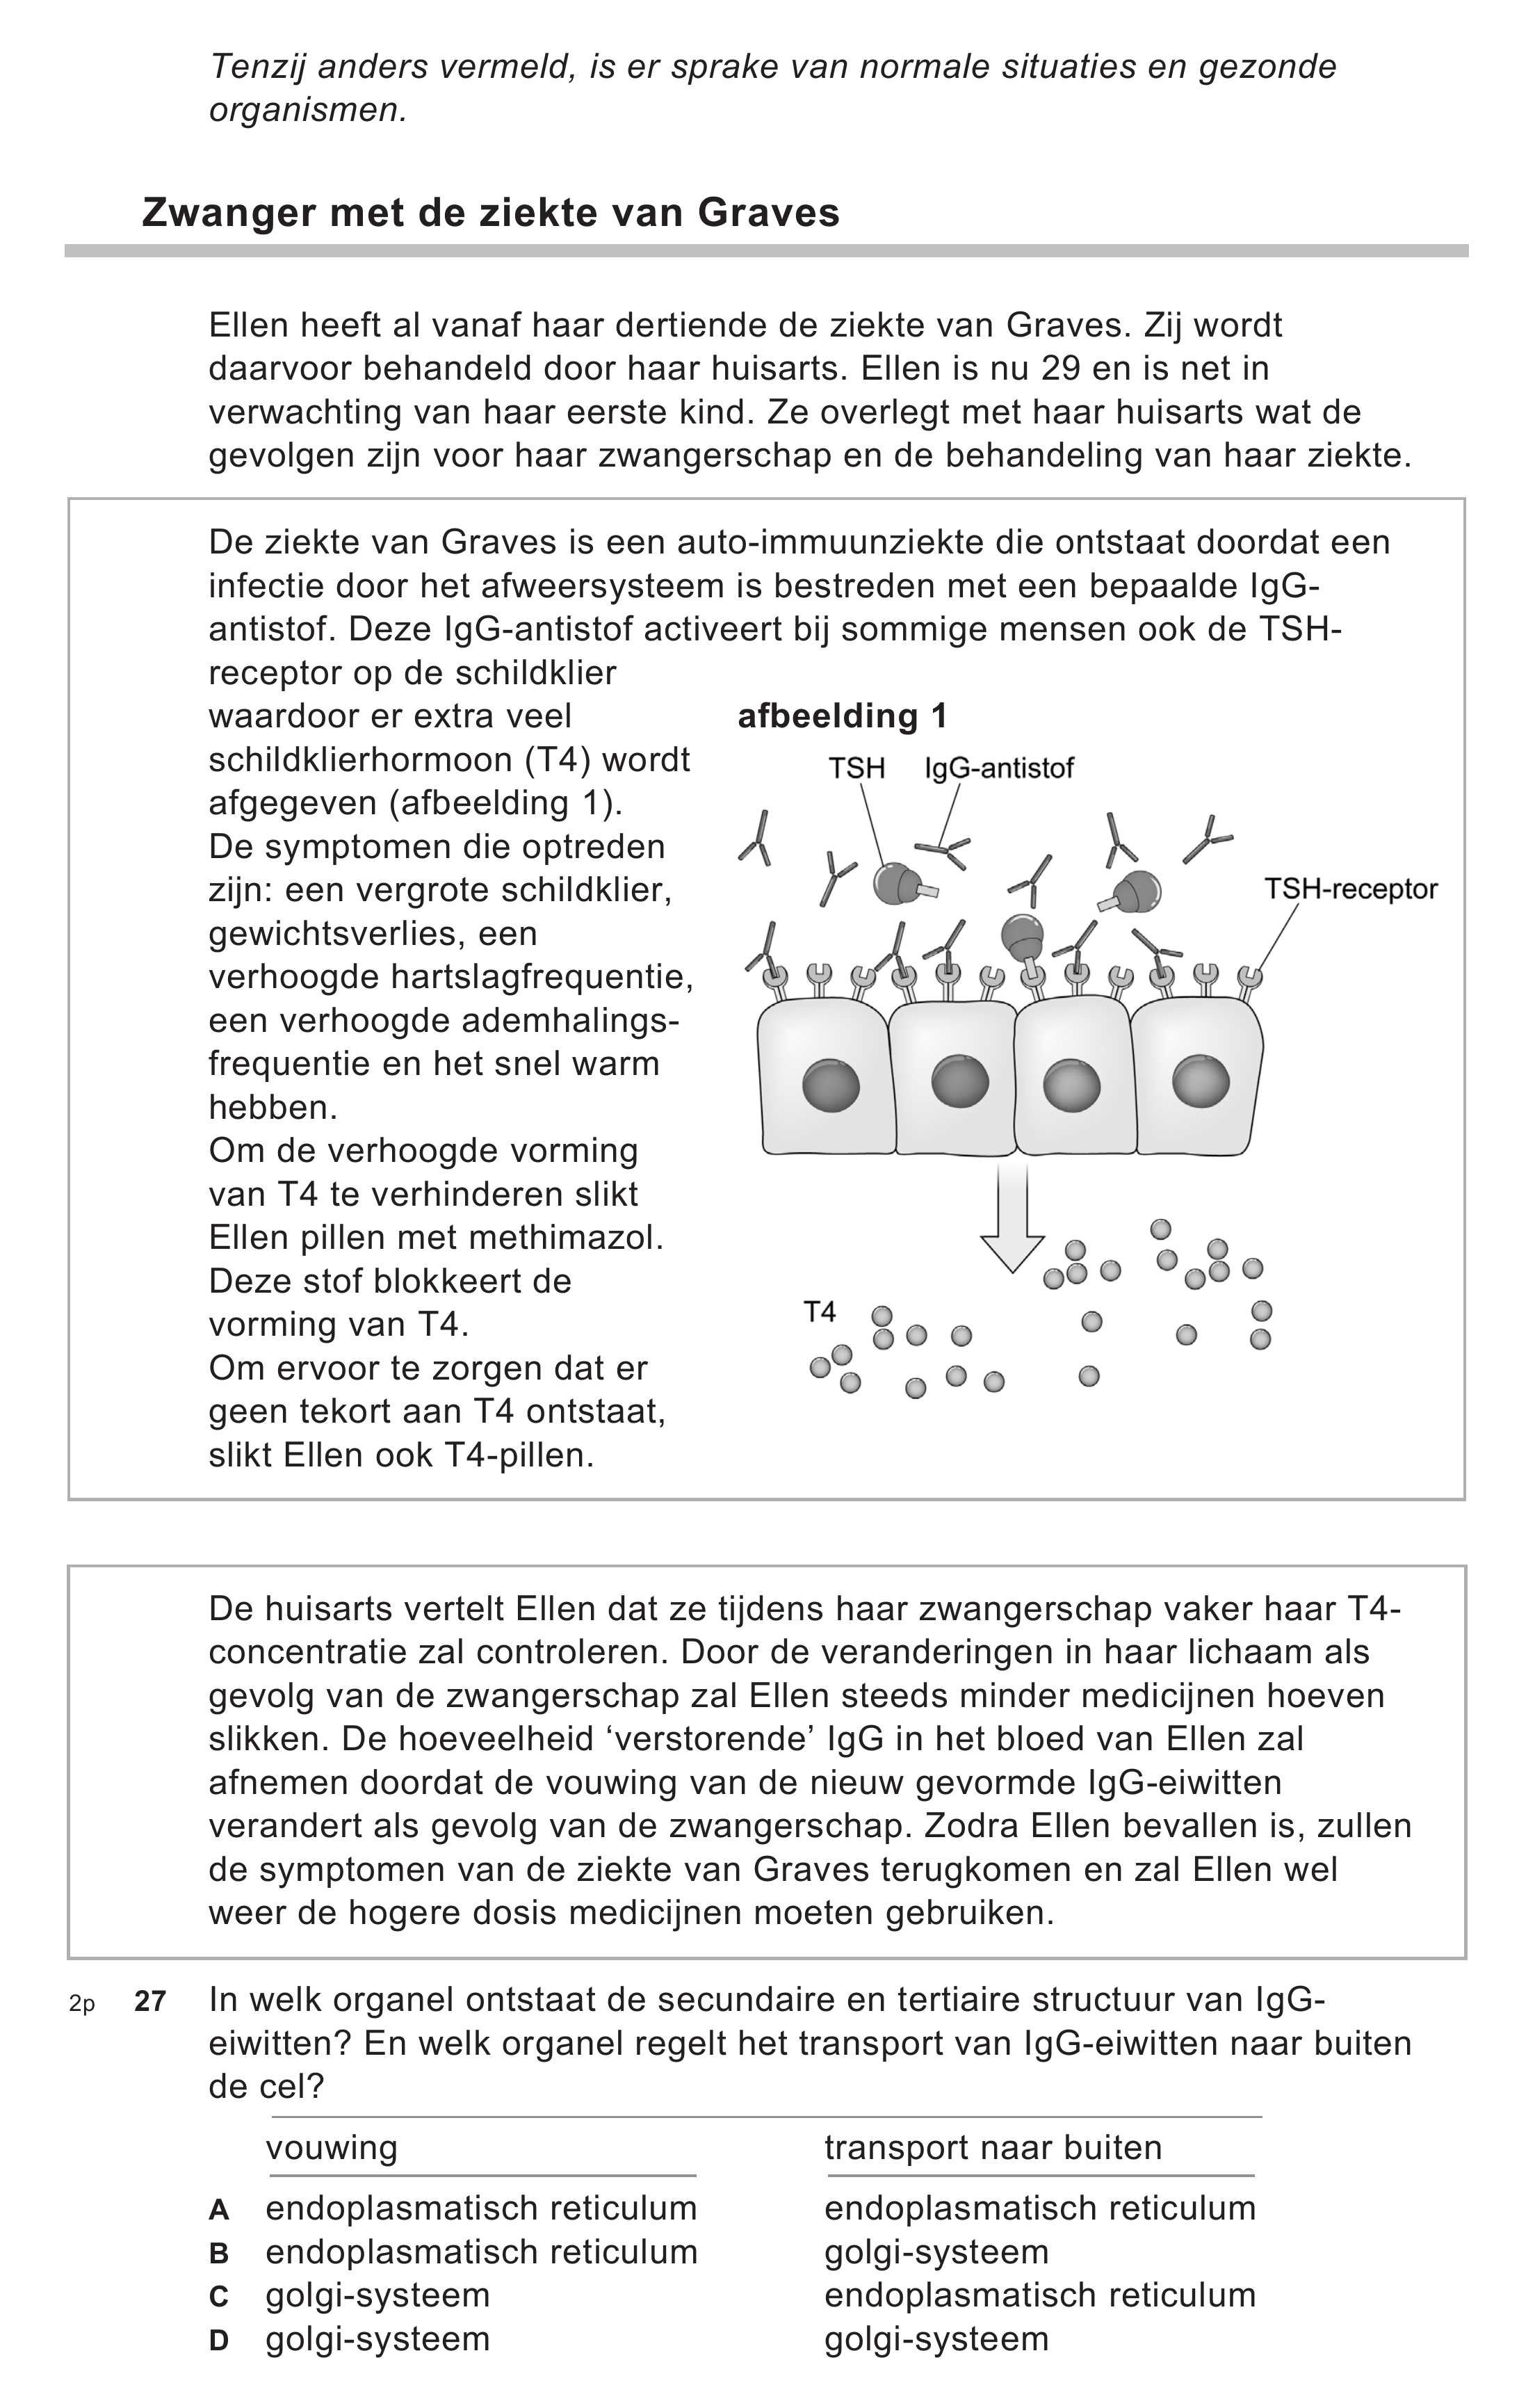 Tenzij anders vermeld, is er sprake van normale situaties en gezonde
organismen.
Zwanger met de ziekte van Graves
Ellen heeft al vanaf haar dertiende de ziekte van Graves. Zij wordt
daarvoor behandeld door haar huisarts. Ellen is nu 29 en is net in
verwachting van haar eerste kind. Ze overlegt met haar huisarts wat de
gevolgen zijn voor haar zwangerschap en de behandeling van haar ziekte.
De ziekte van Graves is een auto-immuunziekte die ontstaat doordat een
infectie door het afweersysteem is bestreden met een bepaalde IgG-
antistof. Deze IgG-antistof activeert bij sommige mensen ook de TSH-
receptor op de schildklier
waardoor er extra veel
schildklierhormoon (T4) wordt
afgegeven (afbeelding 1).
De symptomen die optreden
zijn: een vergrote schildklier,
gewichtsverlies, een
verhoogde hartslagfrequentie,
een verhoogde ademhalings-
frequentie en het snel warm
hebben.
Om de verhoogde vorming
van T4 te verhinderen slikt
Ellen pillen met methimazol.
Deze stof blokkeert de
vorming van T4.
Om ervoor te zorgen dat er
geen tekort aan T4 ontstaat,
slikt Ellen ook T4-pillen.
afbeelding 1
TSH IgG-antistof
TSH-receptor
T4
De huisarts vertelt Ellen dat ze tijdens haar zwangerschap vaker haar T4-
concentratie zal controleren. Door de veranderingen in haar lichaam als
gevolg van de zwangerschap zal Ellen steeds minder medicijnen hoeven
slikken. De hoeveelheid ‘verstorende’ IgG in het bloed van Ellen zal
afnemen doordat de vouwing van de nieuw gevormde IgG-eiwitten
verandert als gevolg van de zwangerschap. Zodra Ellen bevallen is, zullen
de symptomen van de ziekte van Graves terugkomen en zal Ellen wel
weer de hogere dosis medicijnen moeten gebruiken.
2p 27 In welk organel ontstaat de secundaire en tertiaire structuur van IgG-
eiwitten? En welk organel regelt het transport van IgG-eiwitten naar buiten
de cel?
vouwing transport naar buiten
A endoplasmatisch reticulum endoplasmatisch reticulum
B endoplasmatisch reticulum golgi-systeem
C golgi-systeem endoplasmatisch reticulum
D golgi-systeem golgi-systeem